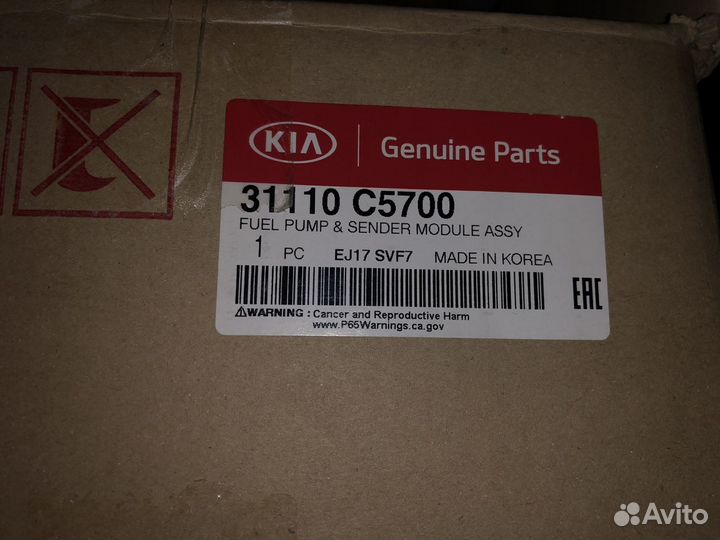 KIA
Genuine Parts
31110 C5700
FUEL PUMP & SENDER MODULE ASSY
1 PC EJ17 SVF7 MADE IN KOREA
EAC
WARNING : Cancer and Reproductive Harm
www.P65Warnings.ca.gov
Avito